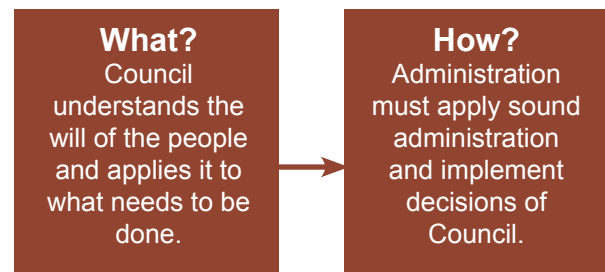 What?
Council
understands the
will of the people
and applies it to
what needs to be
done.
How?
Administration
must apply sound
administration
and implement
decisions of
Council.